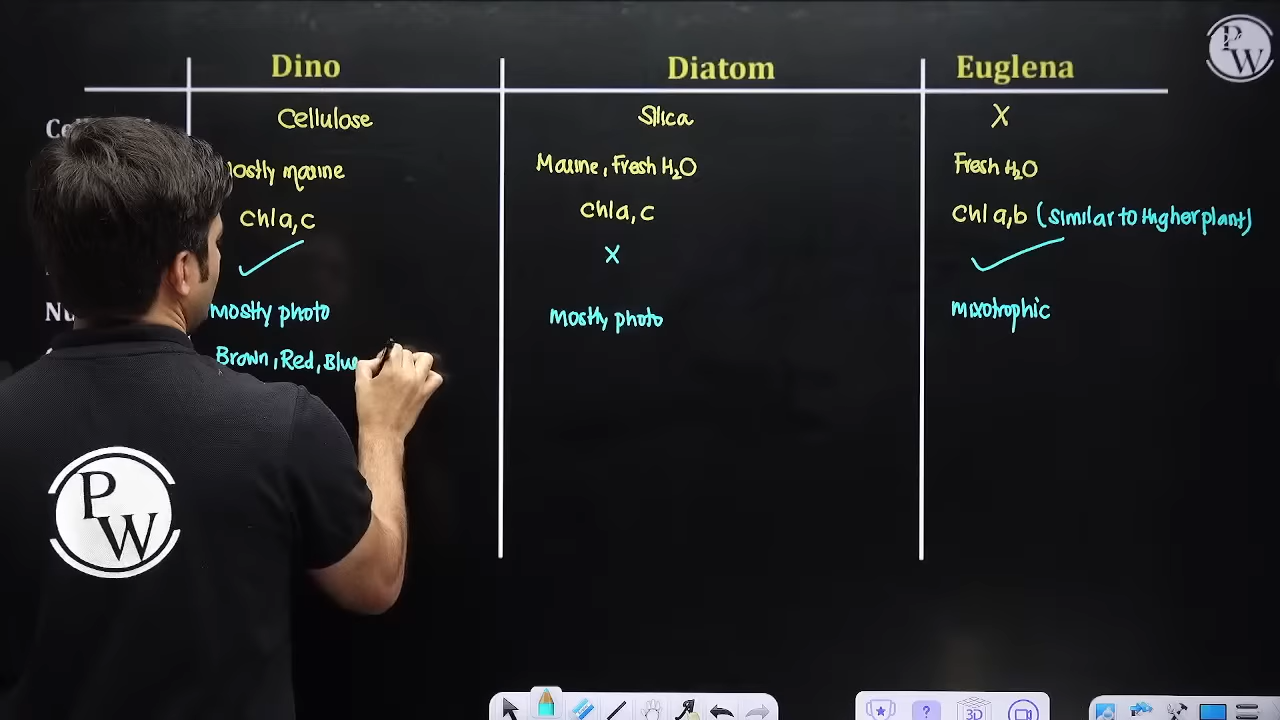 Dino Diatom Euglena
Cellulose Silica X
marine Marine, Fresh H₂O Fresh H₂O
Chl a, c Chl a, c Chl a, b (Similar to Higher plant)
✓ X ✓
Mostly photo Mostly photo mixotrophic
Brown, Red, Blue
P W
P W
3D